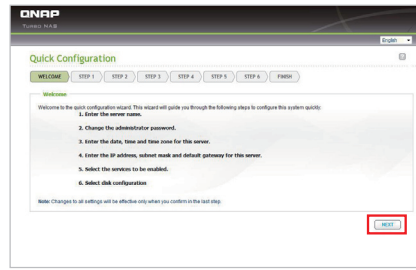 QNAP
TURBO NAS
English
Quick Configuration
WELCOME STEP 1 STEP 2 STEP 3 STEP 4 STEP 5 STEP 6 FINISH
Welcome
Welcome to the quick configuration wizard. This wizard will guide you through the following steps to configure this system quickly.
1. Enter the server name.
2. Change the administrator password.
3. Enter the date, time and time zone for this server.
4. Enter the IP address, subnet mask and default gateway for this server.
5. Select the services to be enabled.
6. Select disk configuration
Note: Changes to all settings will be effective only when you confirm in the last step.
NEXT